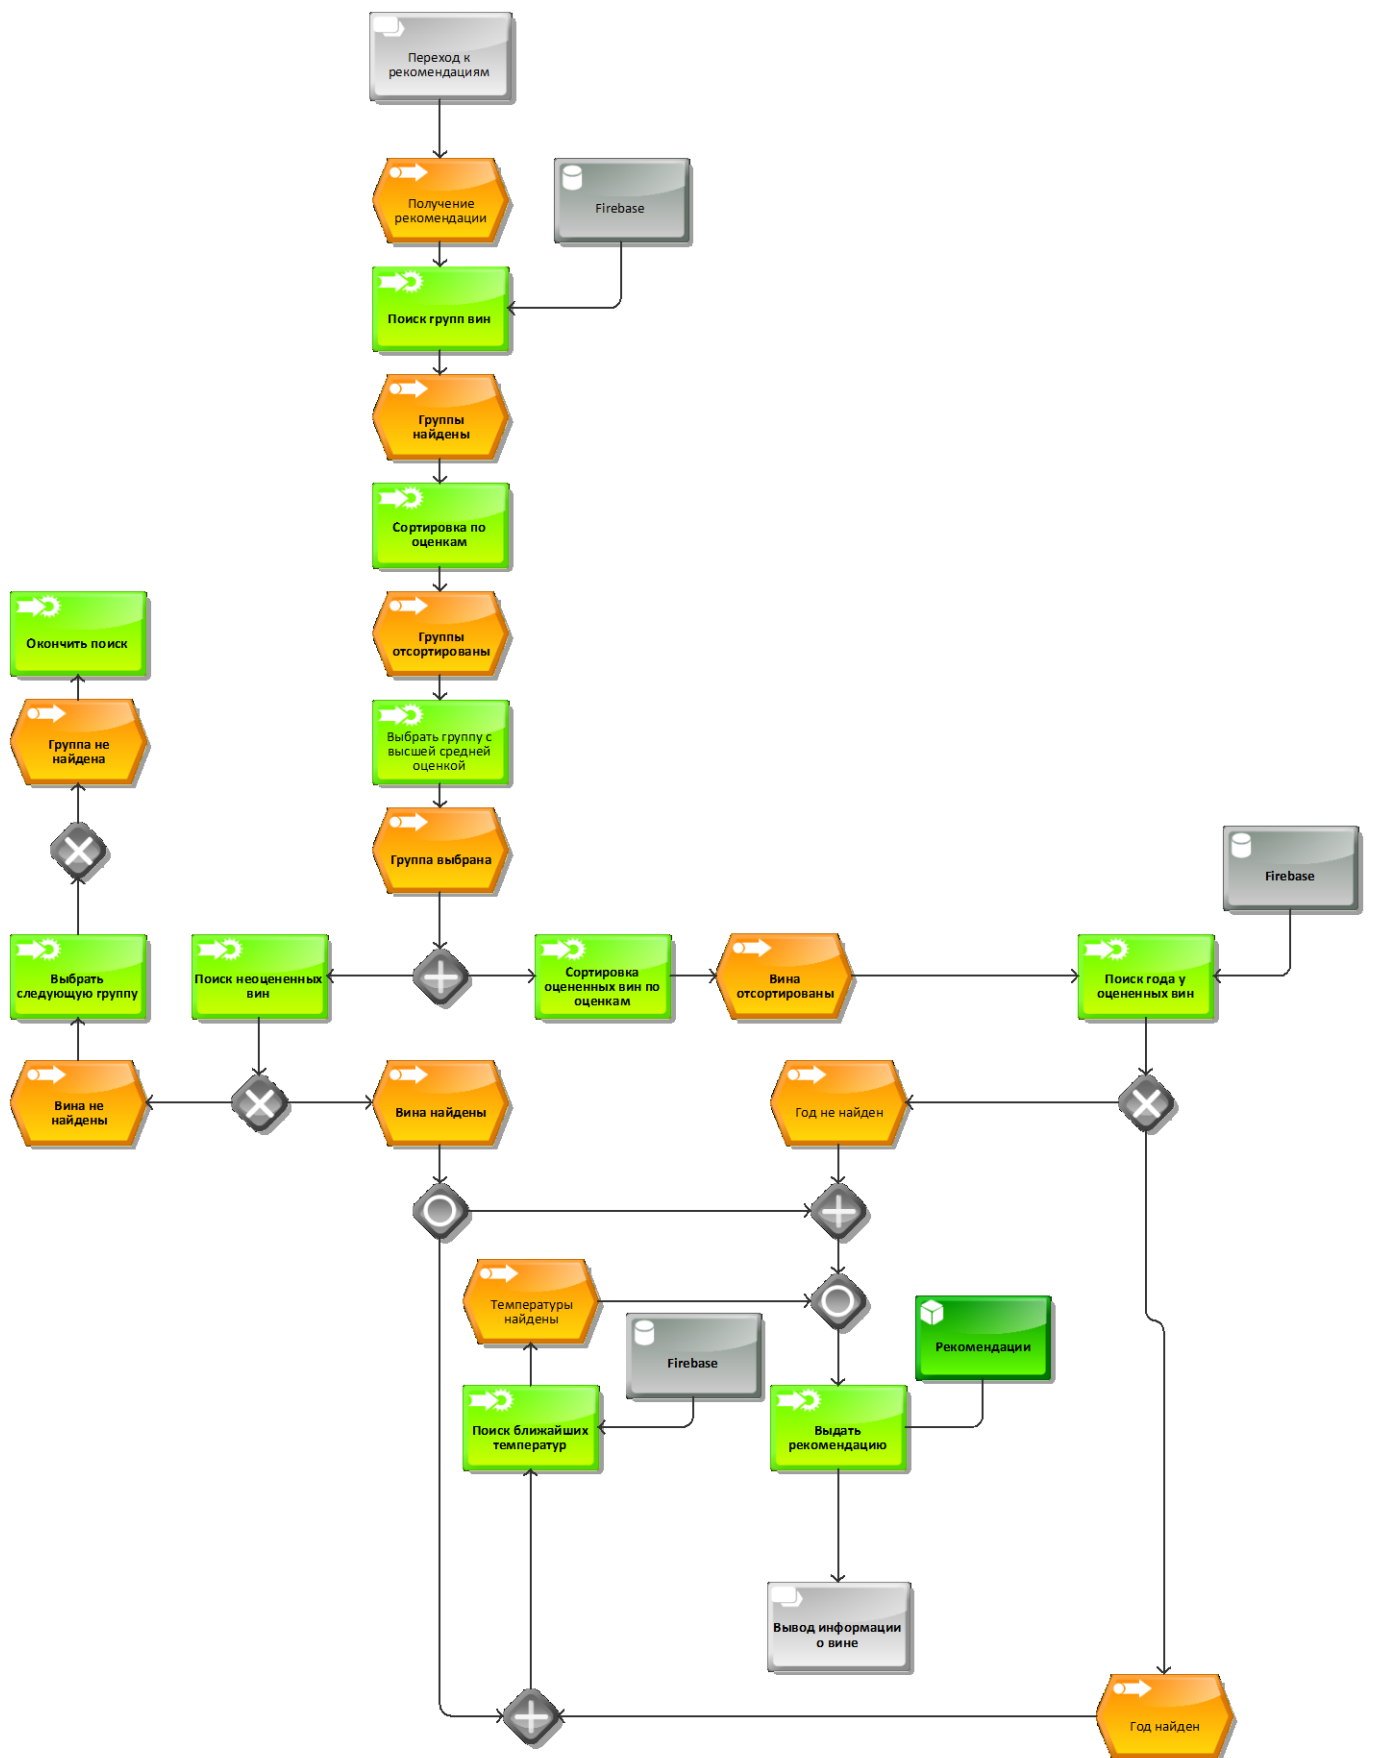 Переход к
рекомендациям
Получение
рекомендации
Firebase
Поиск групп вин
Группы
найдены
Сортировка по
оценкам
Группы
отсортированы
Окончить поиск
Группа не
найдена
Выбрать группу с
высшей средней
оценкой
Группа выбрана
Firebase
Выбрать
следующую группу
Поиск неоцененных
вин
Сортировка
оцененных вин по
оценкам
Вина
отсортированы
Поиск года у
оцененных вин
Вина не
найдены
Вина найдены
Год не найден
Температуры
найдены
Firebase
Рекомендации
Поиск ближайших
температур
Выдать
рекомендацию
Вывод информации
о вине
Год найден